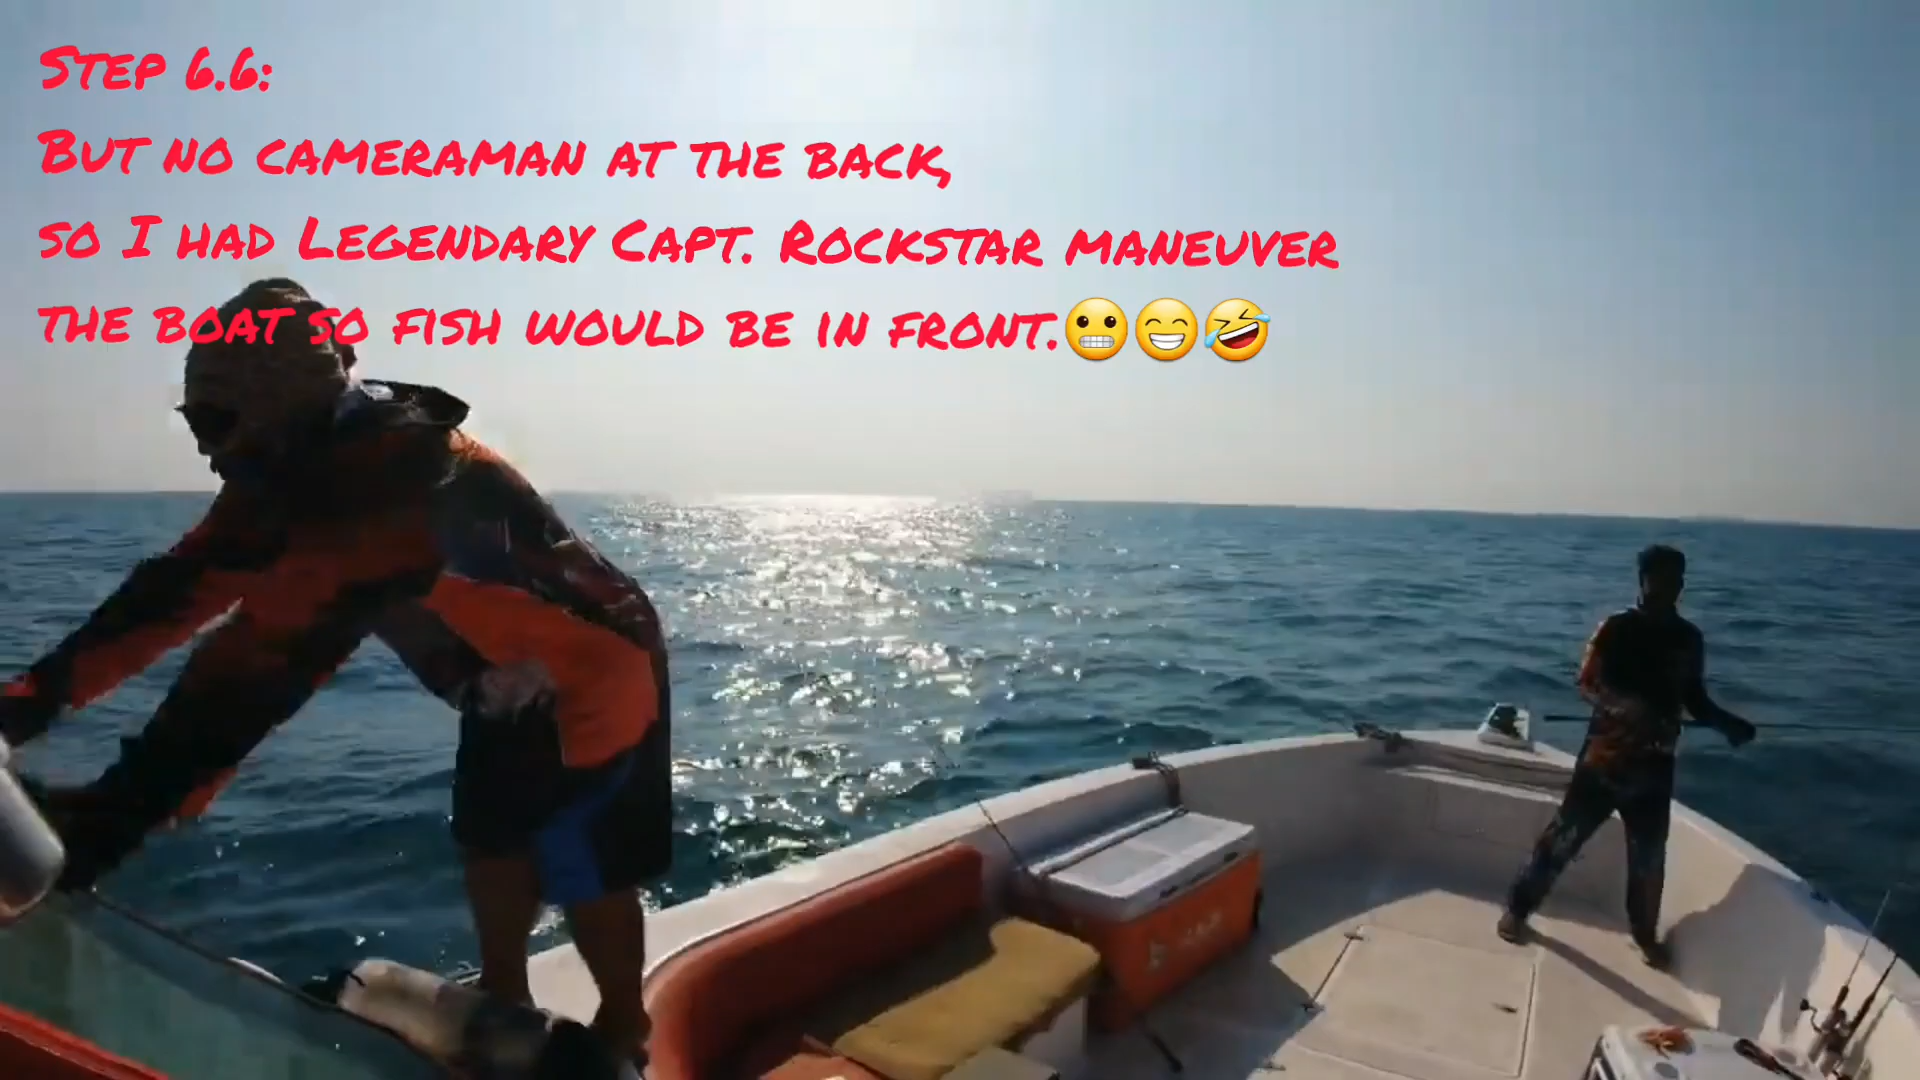 Step 6.6:
But no cameraman at the back,
so I had Legendary Capt. Rockstar maneuver
the boat so fish would be in front.😬😁🤣